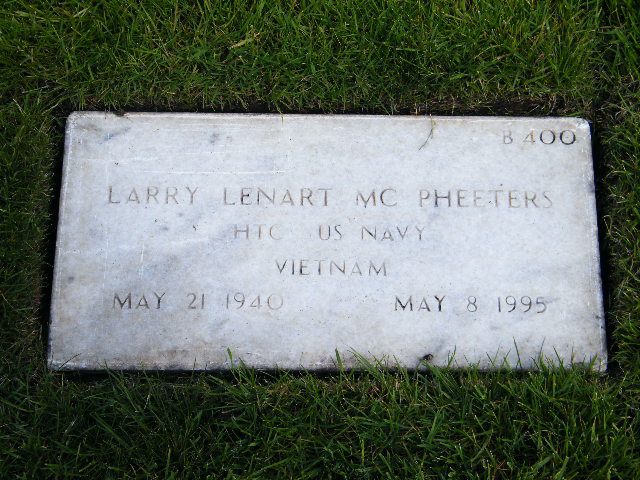 B 400
LARRY LENART MC PHEETERS
HTC US NAVY
VIETNAM
MAY 21 1940 MAY 8 1995